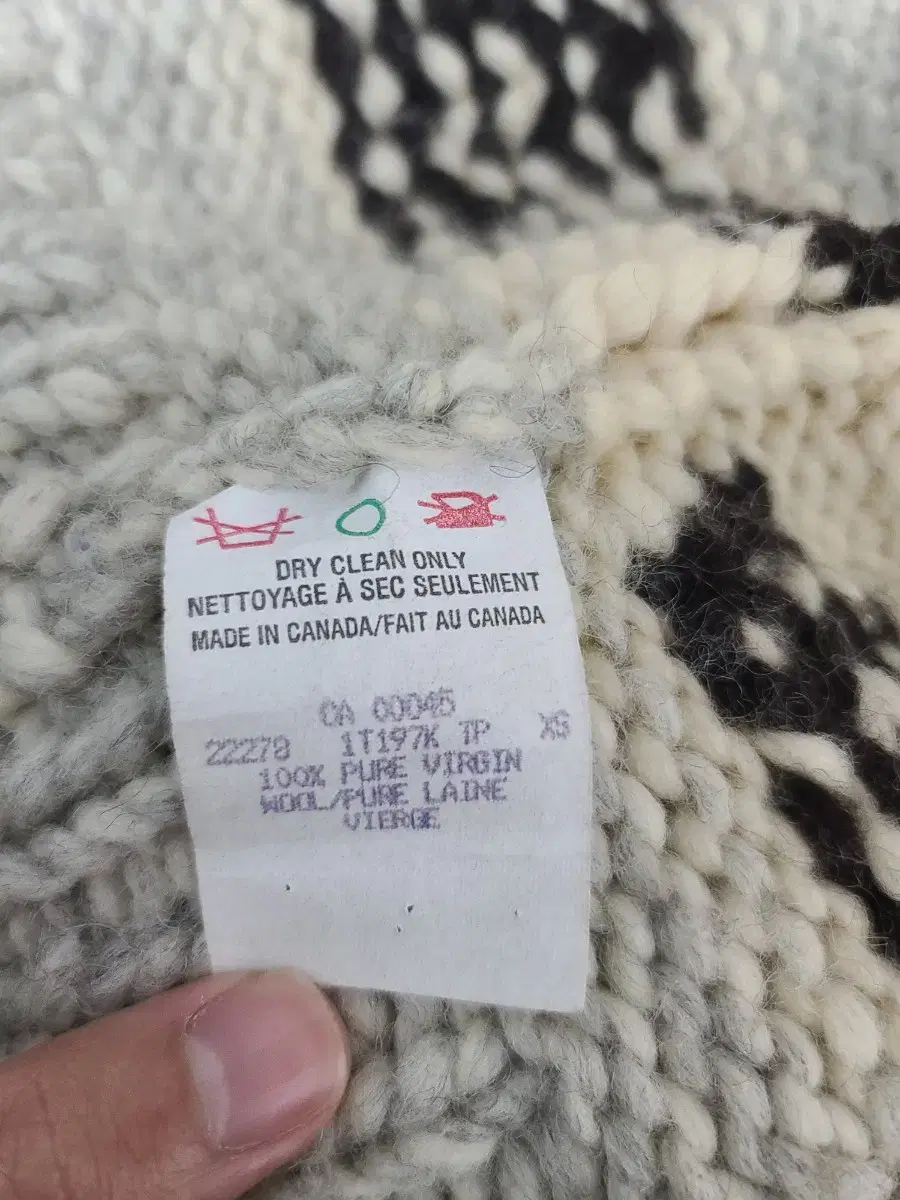 DRY CLEAN ONLY
NETTOYAGE À SEC SEULEMENT
MADE IN CANADA/FAIT AU CANADA
CA 00045
22278 1T197K TP XS
100% PURE VIRGIN
WOOL/PURE LAINE
VIERGE